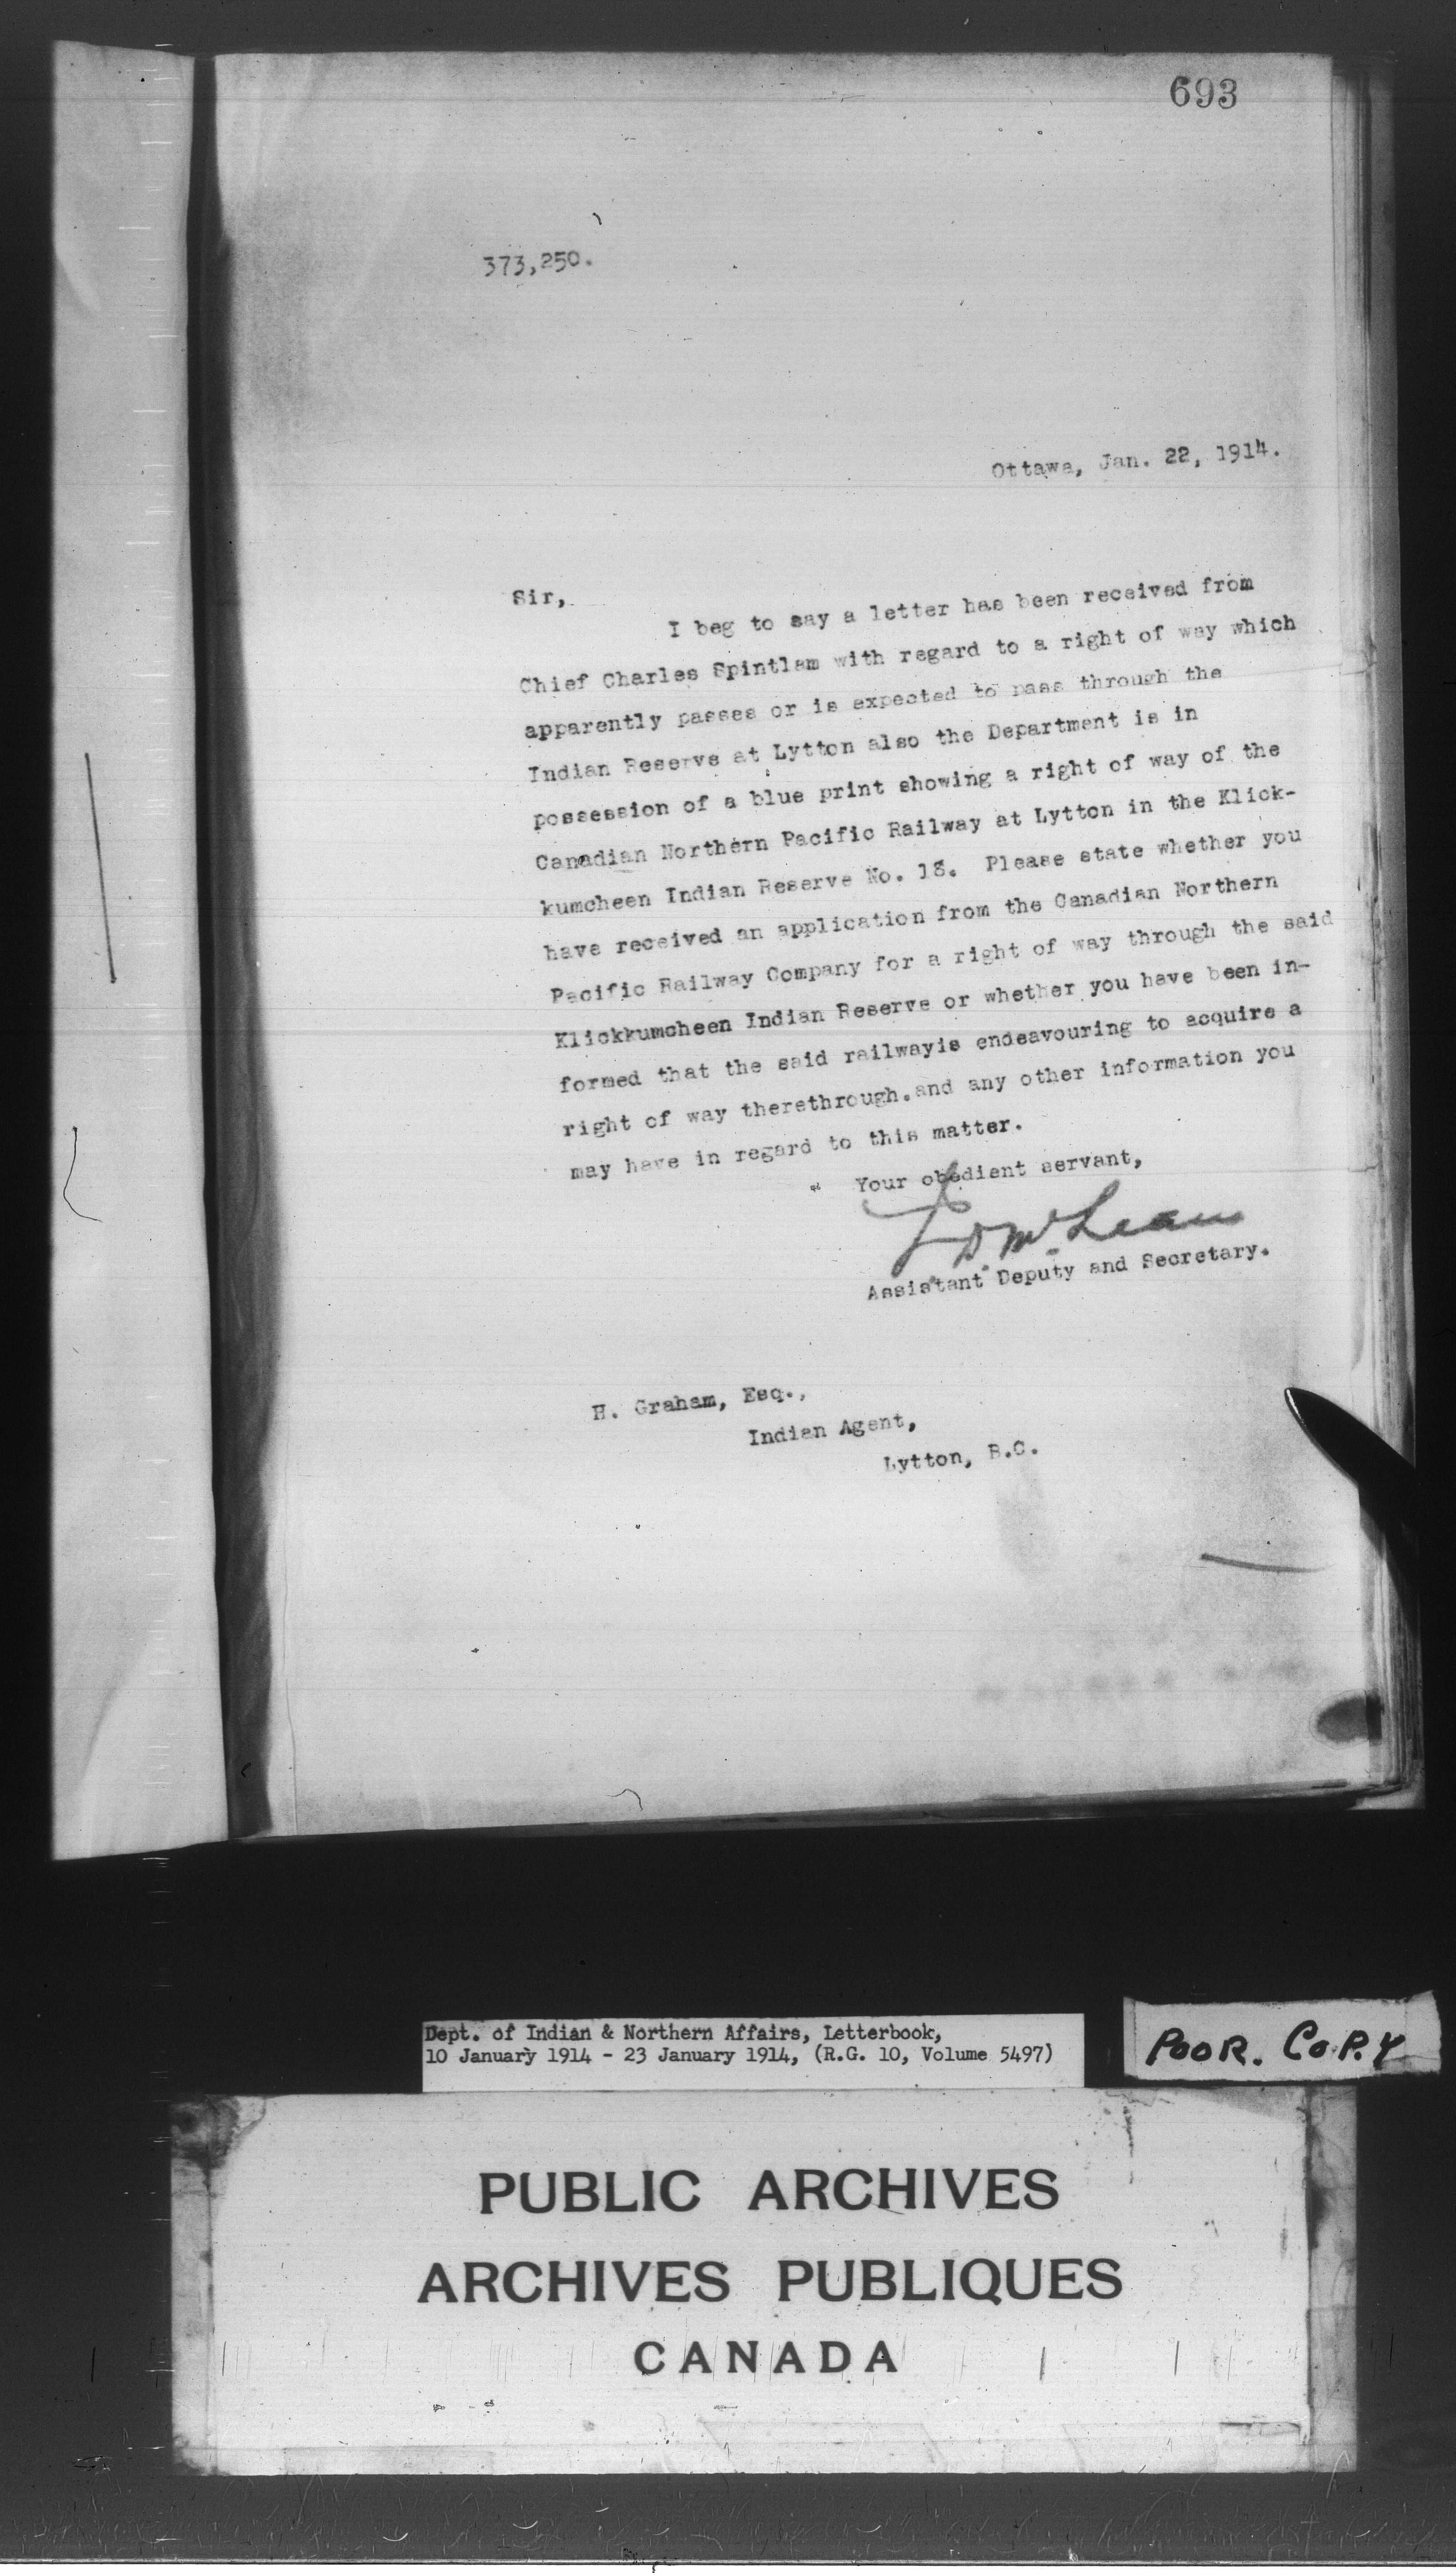 693
373,250.
Ottawa, Jan. 22, 1914.
Sir,
I beg to say a letter has been received from
Chief Charles Spintlam with regard to a right of way which
apparently passes or is expected to pass through the
Indian Reserve at Lytton also the Department is in
possession of a blue print showing a right of way of the
Canadian Northern Pacific Railway at Lytton in the Klick-
kumcheen Indian Reserve No. 18. Please state whether you
have received an application from the Canadian Northern
Pacific Railway Company for a right of way through the said
Klickkumcheen Indian Reserve or whether you have been in-
formed that the said railwayis endeavouring to acquire a
right of way therethrough.and any other information you
may have in regard to this matter.
Your obedient servant,
J D McLean
Assistant Deputy and Secretary.
H. Graham, Esq.,
Indian Agent,
Lytton, B.C.
Dept. of Indian & Northern Affairs, Letterbook,
10 January 1914 - 23 January 1914, (R.G. 10, Volume 5497)
POOR. COPY
PUBLIC ARCHIVES
ARCHIVES PUBLIQUES
CANADA